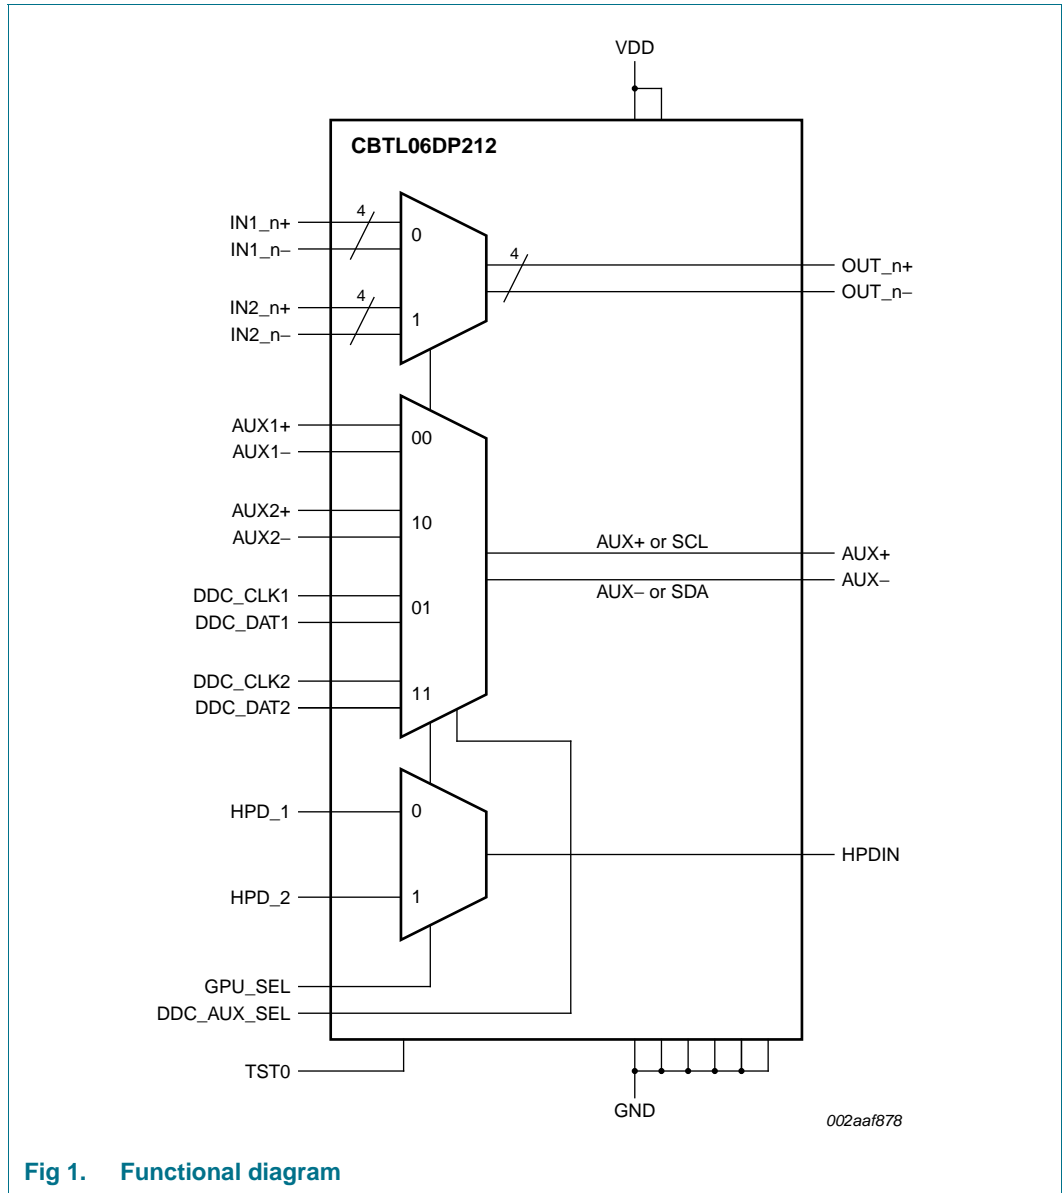 VDD
CBTL06DP212
IN1_n+
4
0
IN1_n−
4
OUT_n+
OUT_n−
IN2_n+
4
1
IN2_n−
AUX1+
00
AUX1−
AUX2+
10
AUX2−
AUX+ or SCL
AUX+
AUX− or SDA
AUX−
DDC_CLK1
01
DDC_DAT1
DDC_CLK2
11
DDC_DAT2
HPD_1
0
HPDIN
HPD_2
1
GPU_SEL
DDC_AUX_SEL
TST0
GND
002aaf878
Fig 1. Functional diagram